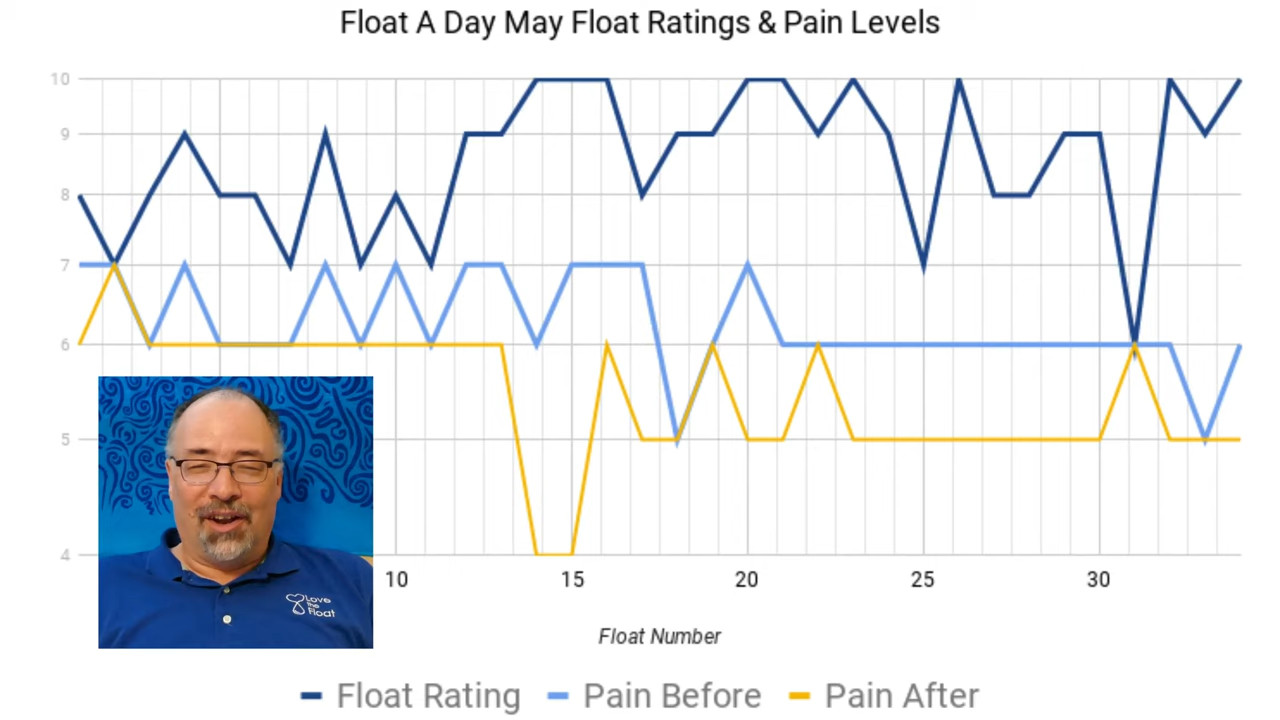 Float A Day May Float Ratings & Pain Levels
10
9
8
7
6
5
4
10 15 20 25 30
Float Number
Float Rating Pain Before Pain After
Love
the
Float